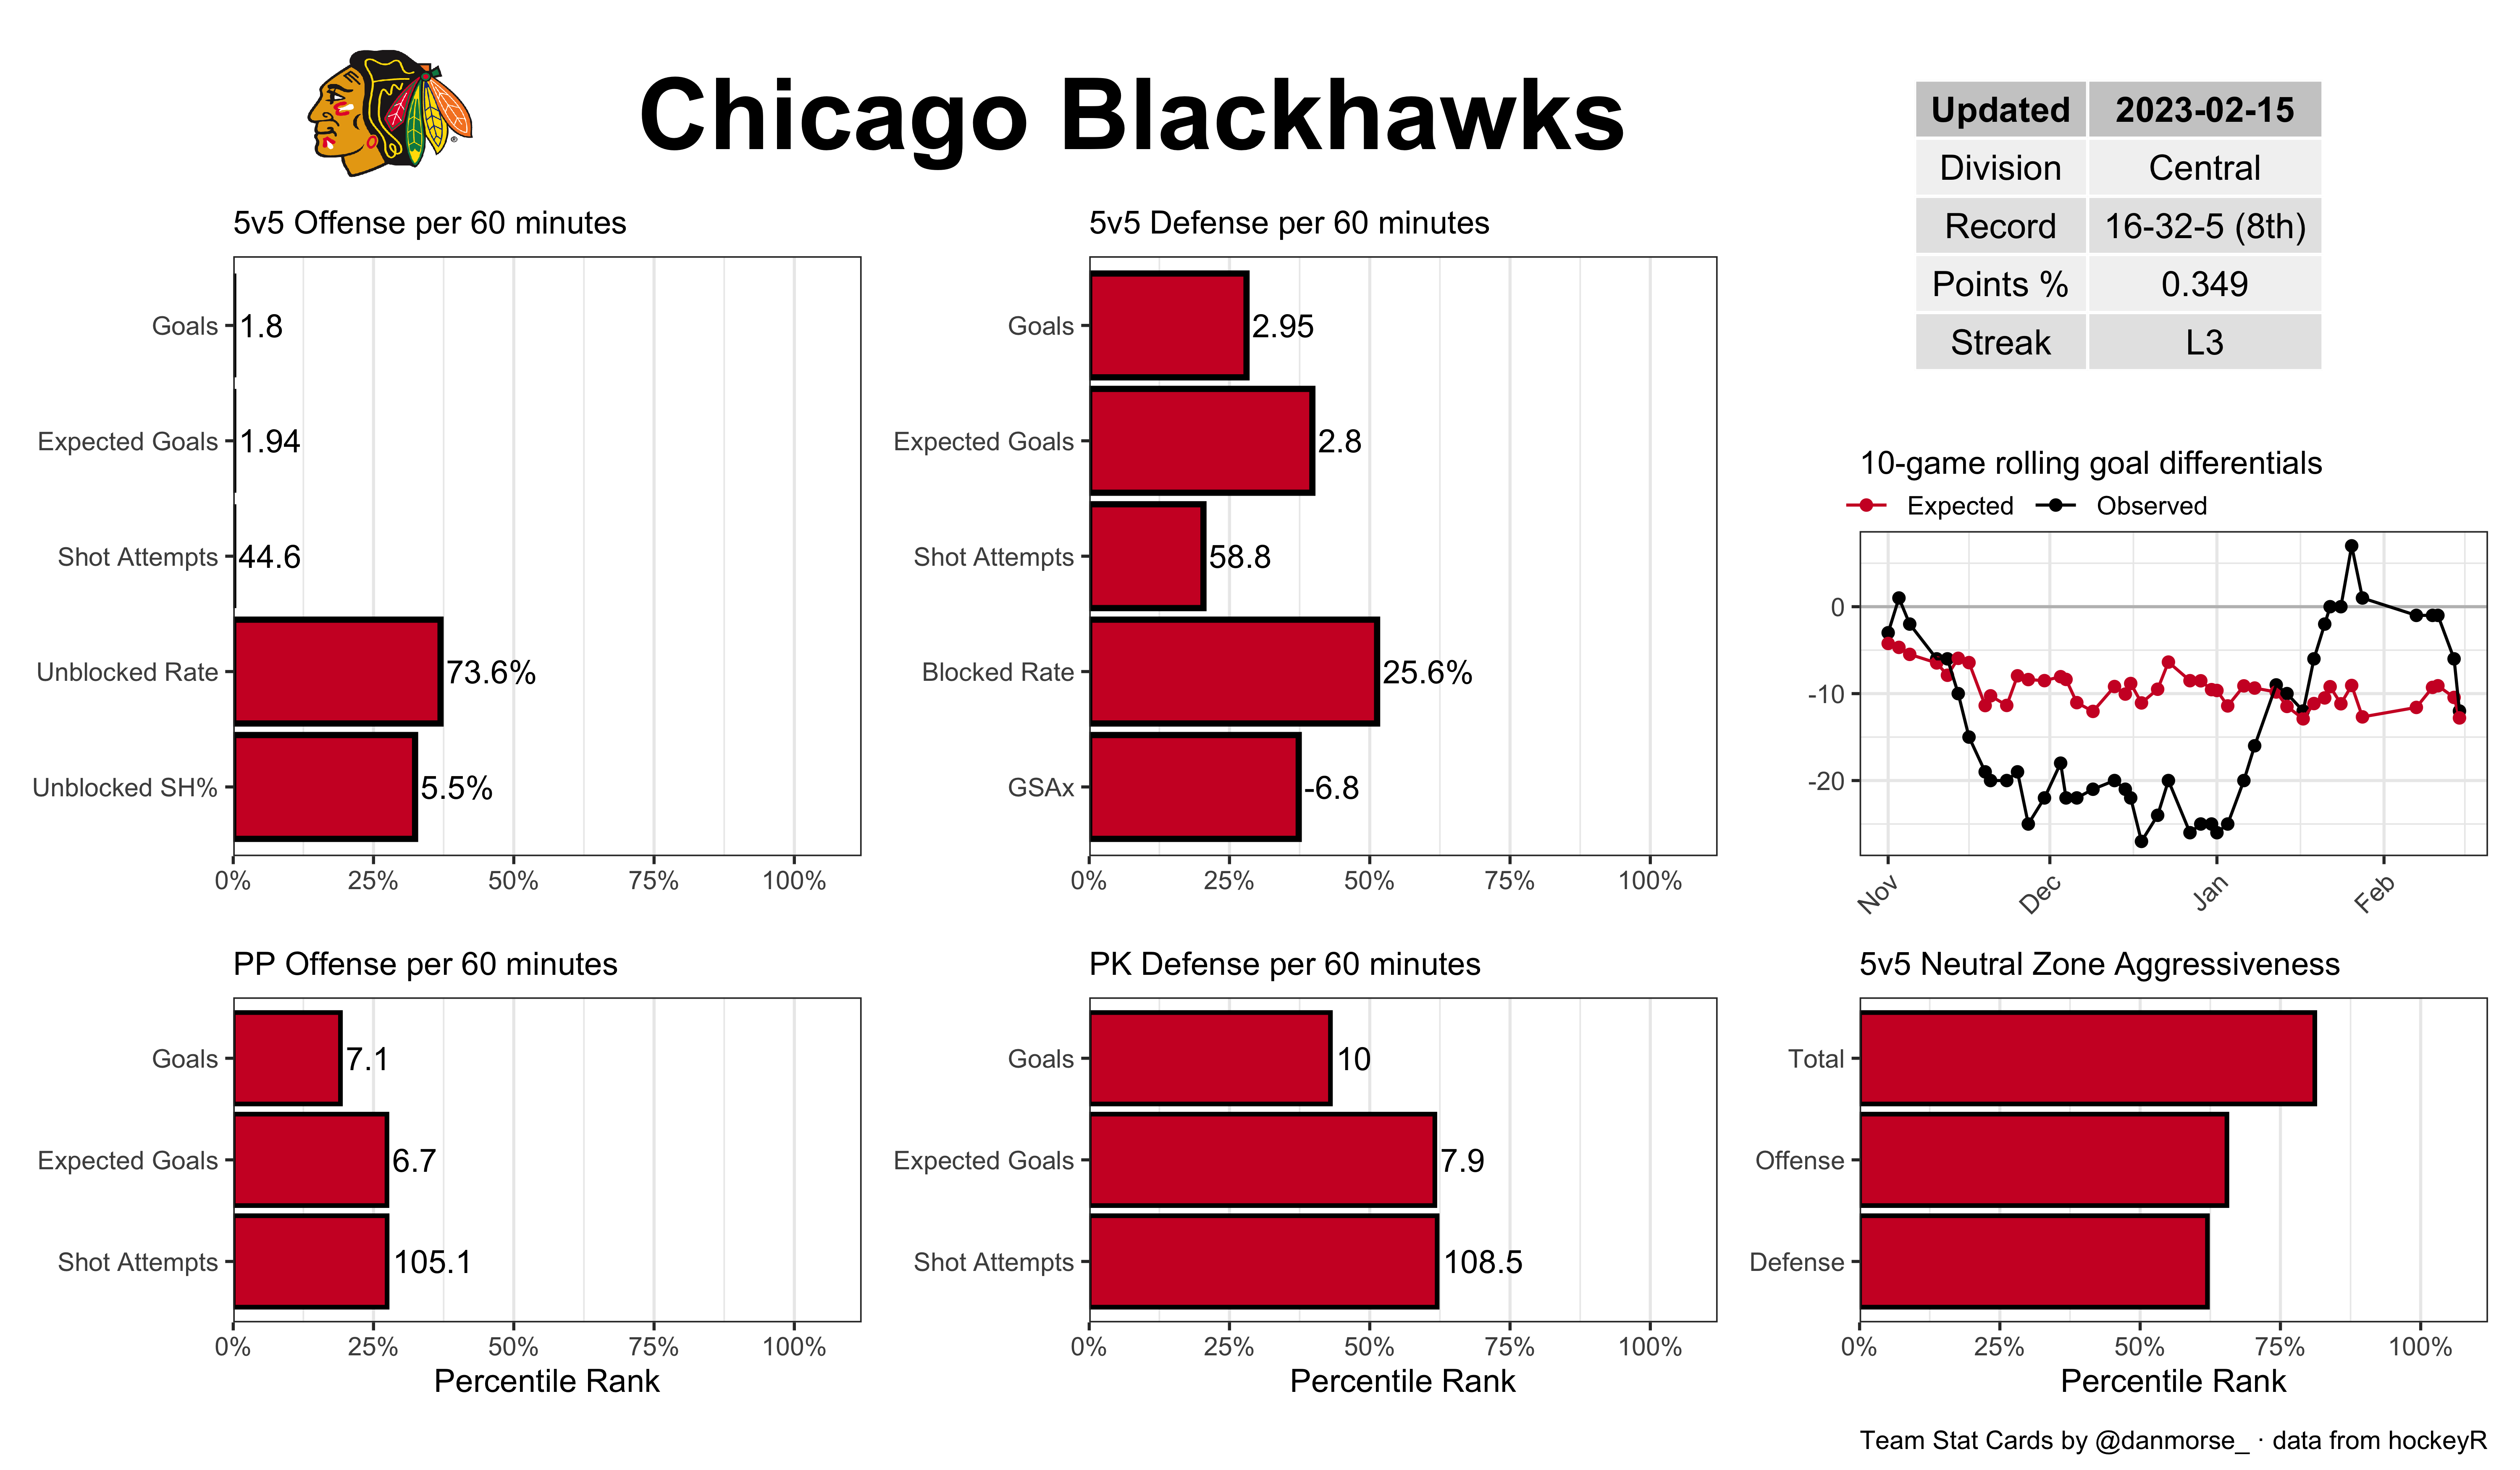 Chicago Blackhawks
Updated 2023-02-15
Division Central
Record 16-32-5 (8th)
Points % 0.349
Streak L3
5v5 Offense per 60 minutes
Goals 1.8
Expected Goals 1.94
Shot Attempts 44.6
Unblocked Rate 73.6%
Unblocked SH% 5.5%
0% 25% 50% 75% 100%
5v5 Defense per 60 minutes
Goals 2.95
Expected Goals 2.8
Shot Attempts 58.8
Blocked Rate 25.6%
GSAx -6.8
0% 25% 50% 75% 100%
10-game rolling goal differentials
Expected Observed
0
-10
-20
Nov Dec Jan Feb
PP Offense per 60 minutes
Goals 7.1
Expected Goals 6.7
Shot Attempts 105.1
0% 25% 50% 75% 100%
Percentile Rank
PK Defense per 60 minutes
Goals 10
Expected Goals 7.9
Shot Attempts 108.5
0% 25% 50% 75% 100%
Percentile Rank
5v5 Neutral Zone Aggressiveness
Total
Offense
Defense
0% 25% 50% 75% 100%
Percentile Rank
Team Stat Cards by @danmorse_ · data from hockeyR